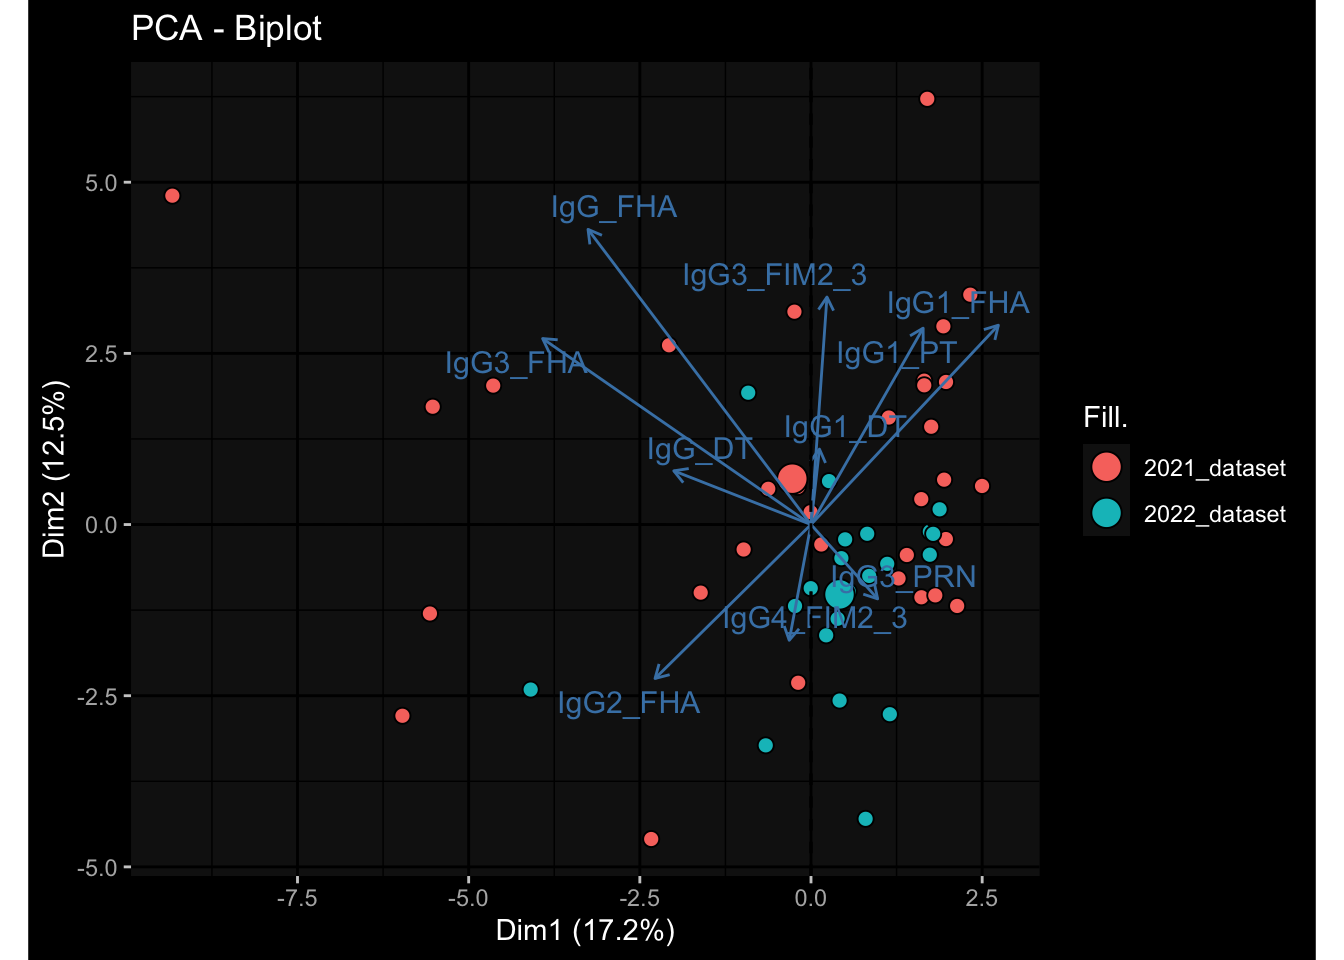 PCA - Biplot
Dim2 (12.5%)
5.0
2.5
0.0
-2.5
-5.0
IgG_FHA
IgG3_FIM2_3
IgG1_FHA
IgG1_PT
IgG3_FHA
IgG1_DT
IgG_DT
IgG3_PRN
IgG4_FIM2_3
IgG2_FHA
-7.5
-5.0
-2.5
0.0
2.5
Dim1 (17.2%)
Fill.
2021_dataset
2022_dataset